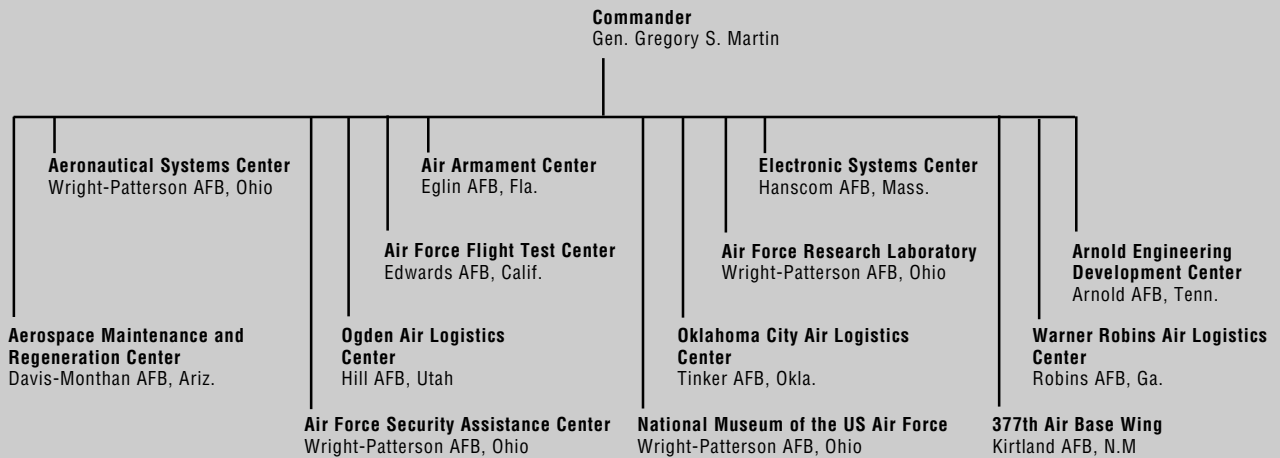 Commander
Gen. Gregory S. Martin
Aeronautical Systems Center
Wright-Patterson AFB, Ohio
Air Armament Center
Eglin AFB, Fla.
Electronic Systems Center
Hanscom AFB, Mass.
Air Force Flight Test Center
Edwards AFB, Calif.
Air Force Research Laboratory
Wright-Patterson AFB, Ohio
Arnold Engineering
Development Center
Arnold AFB, Tenn.
Aerospace Maintenance and
Regeneration Center
Davis-Monthan AFB, Ariz.
Ogden Air Logistics
Center
Hill AFB, Utah
Oklahoma City Air Logistics
Center
Tinker AFB, Okla.
Warner Robins Air Logistics
Center
Robins AFB, Ga.
Air Force Security Assistance Center
Wright-Patterson AFB, Ohio
National Museum of the US Air Force
Wright-Patterson AFB, Ohio
377th Air Base Wing
Kirtland AFB, N.M